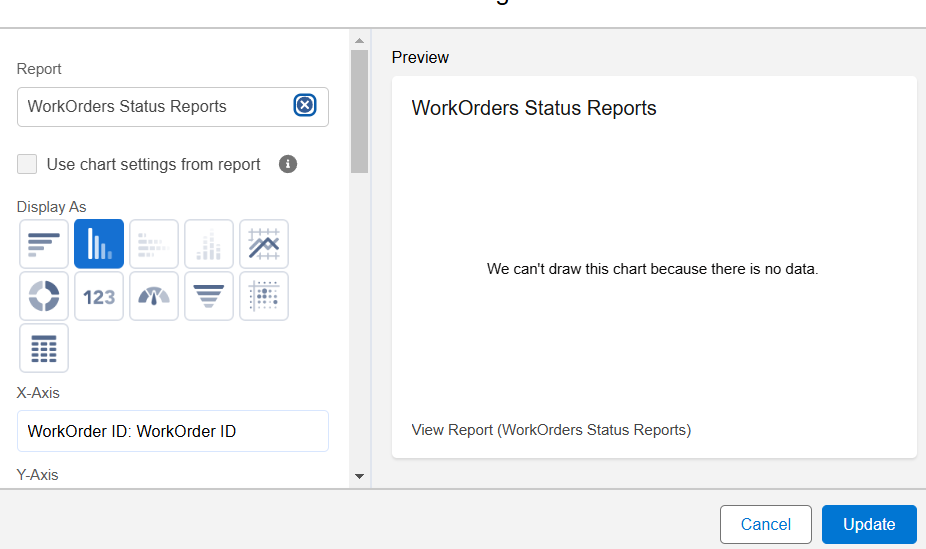 Report
WorkOrders Status Reports
Use chart settings from report
Display As
123
X-Axis
WorkOrder ID: WorkOrder ID
Y-Axis
Preview
WorkOrders Status Reports
We can't draw this chart because there is no data.
View Report (WorkOrders Status Reports)
Cancel
Update